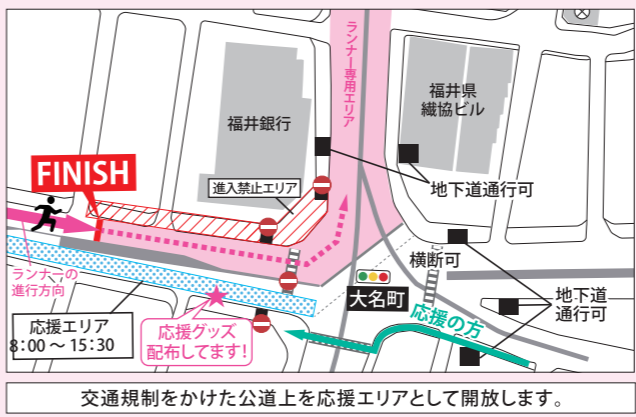 ランナー専用エリア
福井銀行
福井県
繊協ビル
FINISH
進入禁止エリア
地下道通行可
ランナーの
進行方向
横断可
大名町
地下道
通行可
応援エリア
8:00 ～ 15:30
応援グッズ
配布してます!
応援の方
交通規制をかけた公道上を応援エリアとして開放します。